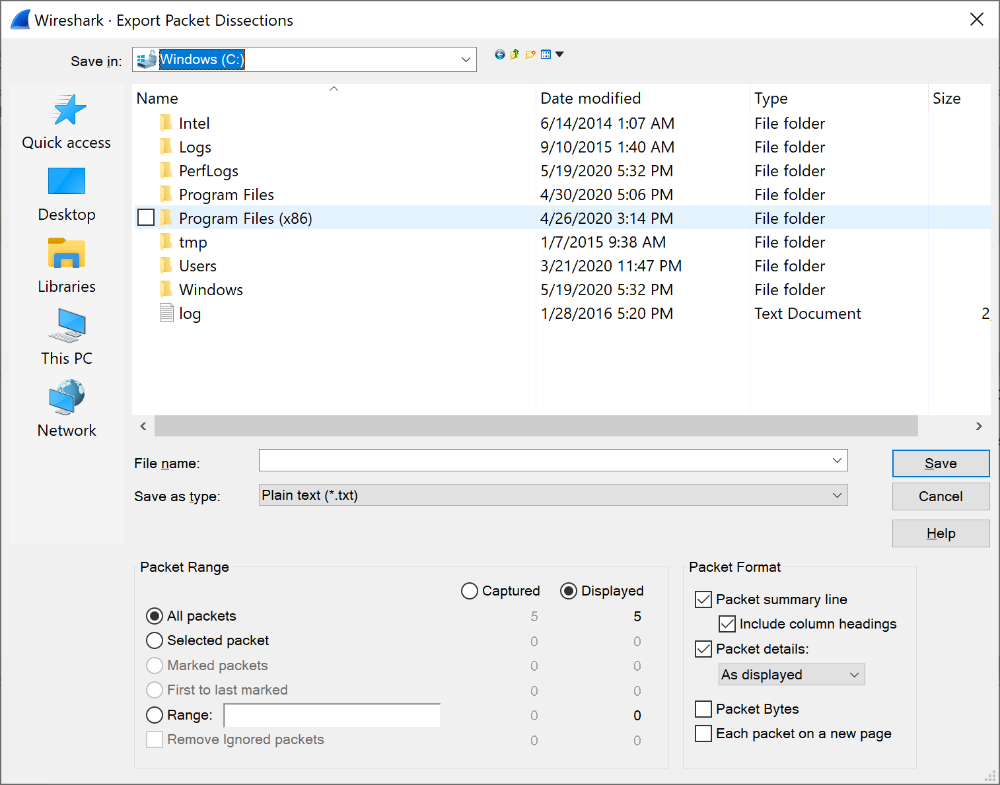 Wireshark · Export Packet Dissections
Save in: Windows (C:)
Name Date modified Type Size
Intel 6/14/2014 1:07 AM File folder
Logs 9/10/2015 1:40 AM File folder
PerfLogs 5/19/2020 5:32 PM File folder
Program Files 4/30/2020 5:06 PM File folder
Program Files (x86) 4/26/2020 3:14 PM File folder
tmp 1/7/2015 9:38 AM File folder
Users 3/21/2020 11:47 PM File folder
Windows 5/19/2020 5:32 PM File folder
log 1/28/2016 5:20 PM Text Document 2,
Quick access
Desktop
Libraries
This PC
Network
File name:
Save as type: Plain text (*.txt)
Save
Cancel
Help
Packet Range
Captured Displayed
All packets 5 5
Selected packet 0 0
Marked packets 0 0
First to last marked 0 0
Range: 0 0
Remove Ignored packets 0 0
Packet Format
Packet summary line
Include column headings
Packet details:
As displayed
Packet Bytes
Each packet on a new page